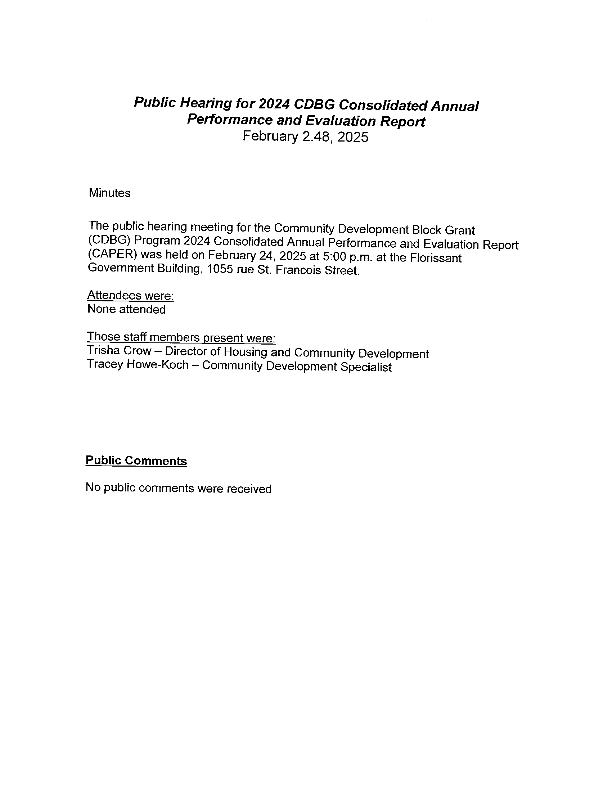 Public Hearing for 2024 CDBG Consolidated Annual
Performance and Evaluation Report
February 2.48, 2025
Minutes
The public hearing meeting for the Community Development Block Grant
(CDBG) Program 2024 Consolidated Annual Performance and Evaluation Report
(CAPER) was held on February 24, 2025 at 5:00 p.m. at the Florissant
Government Building, 1055 rue St. Francois Street.
Attendees were:
None attended
Those staff members present were:
Trisha Crow – Director of Housing and Community Development
Tracey Howe-Koch – Community Development Specialist
Public Comments
No public comments were received